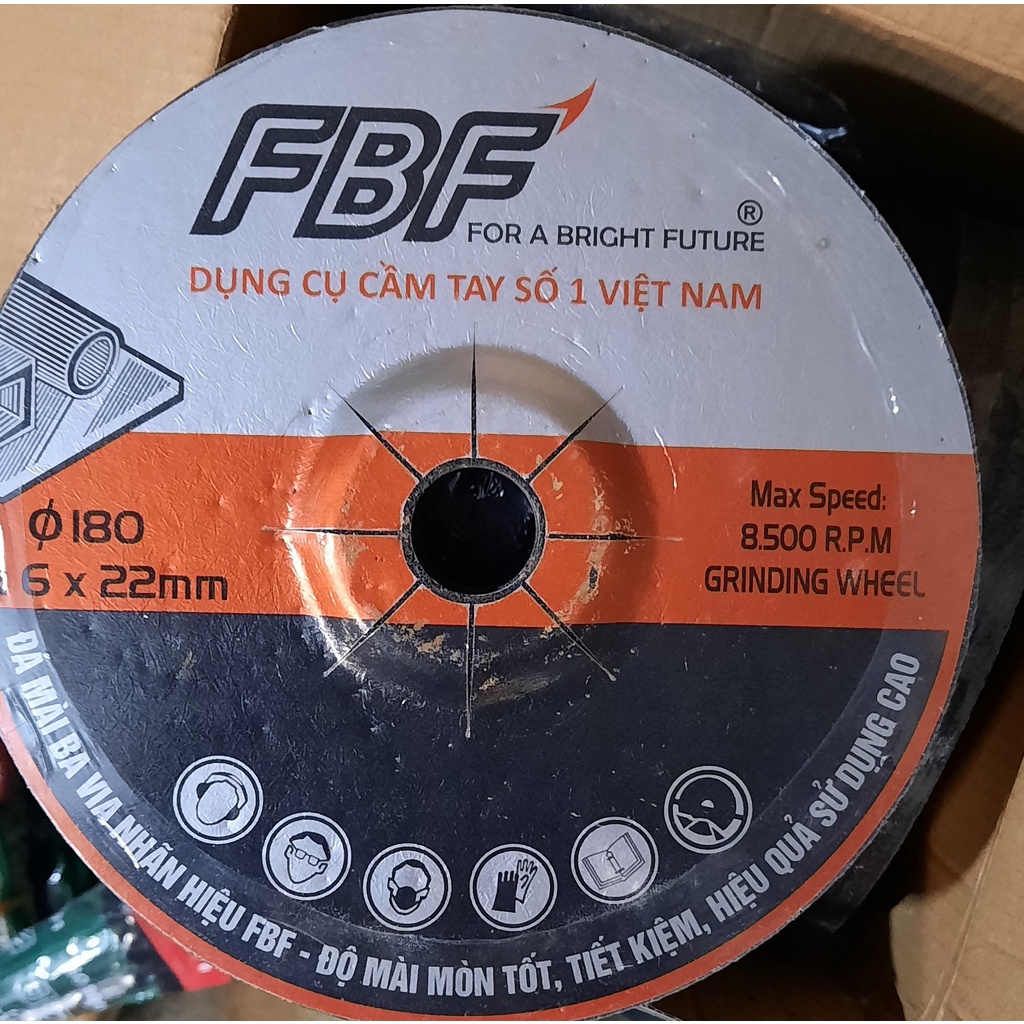 FBF
®
FOR A BRIGHT FUTURE
DỤNG CỤ CẦM TAY SỐ 1 VIỆT NAM
Φ180
6 x 22mm
Max Speed:
8.500 R.P.M
GRINDING WHEEL
ĐÁ MÀI BA VIA NHÃN HIỆU FBF - ĐỘ MÀI MÒN TỐT, TIẾT KIỆM, HIỆU QUẢ SỬ DỤNG CAO